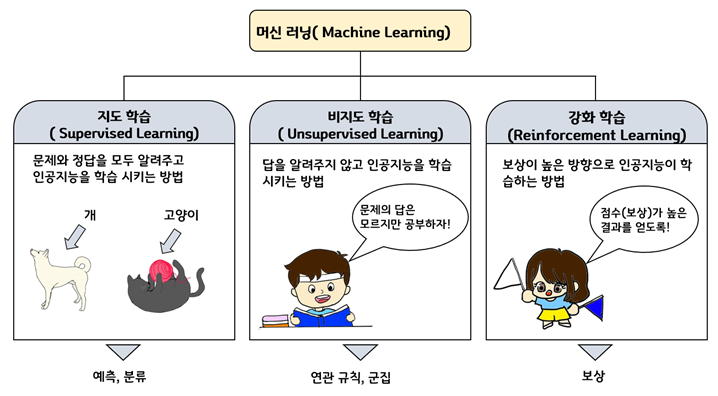 머신 러닝( Machine Learning)
지도 학습
( Supervised Learning)
문제와 정답을 모두 알려주고
인공지능을 학습 시키는 방법
개
고양이
예측, 분류
비지도 학습
( Unsupervised Learning)
답을 알려주지 않고 인공지능을 학습
시키는 방법
문제의 답은
모르지만 공부하자!
연관 규칙, 군집
강화 학습
(Reinforcement Learning)
보상이 높은 방향으로 인공지능이 학
습하는 방법
점수(보상)가 높은
결과를 얻도록!
보상